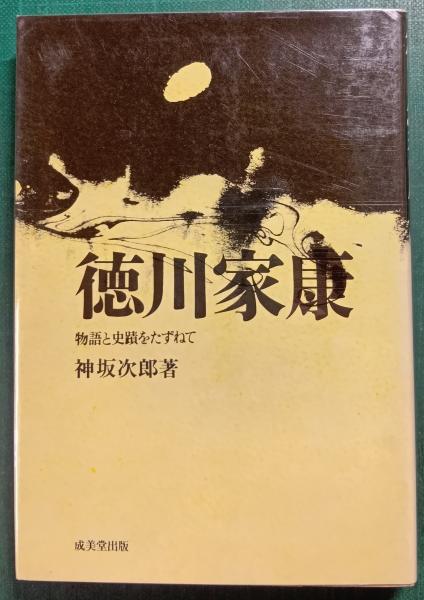 徳川家康
物語と史蹟をたずねて
神坂次郎著
成美堂出版